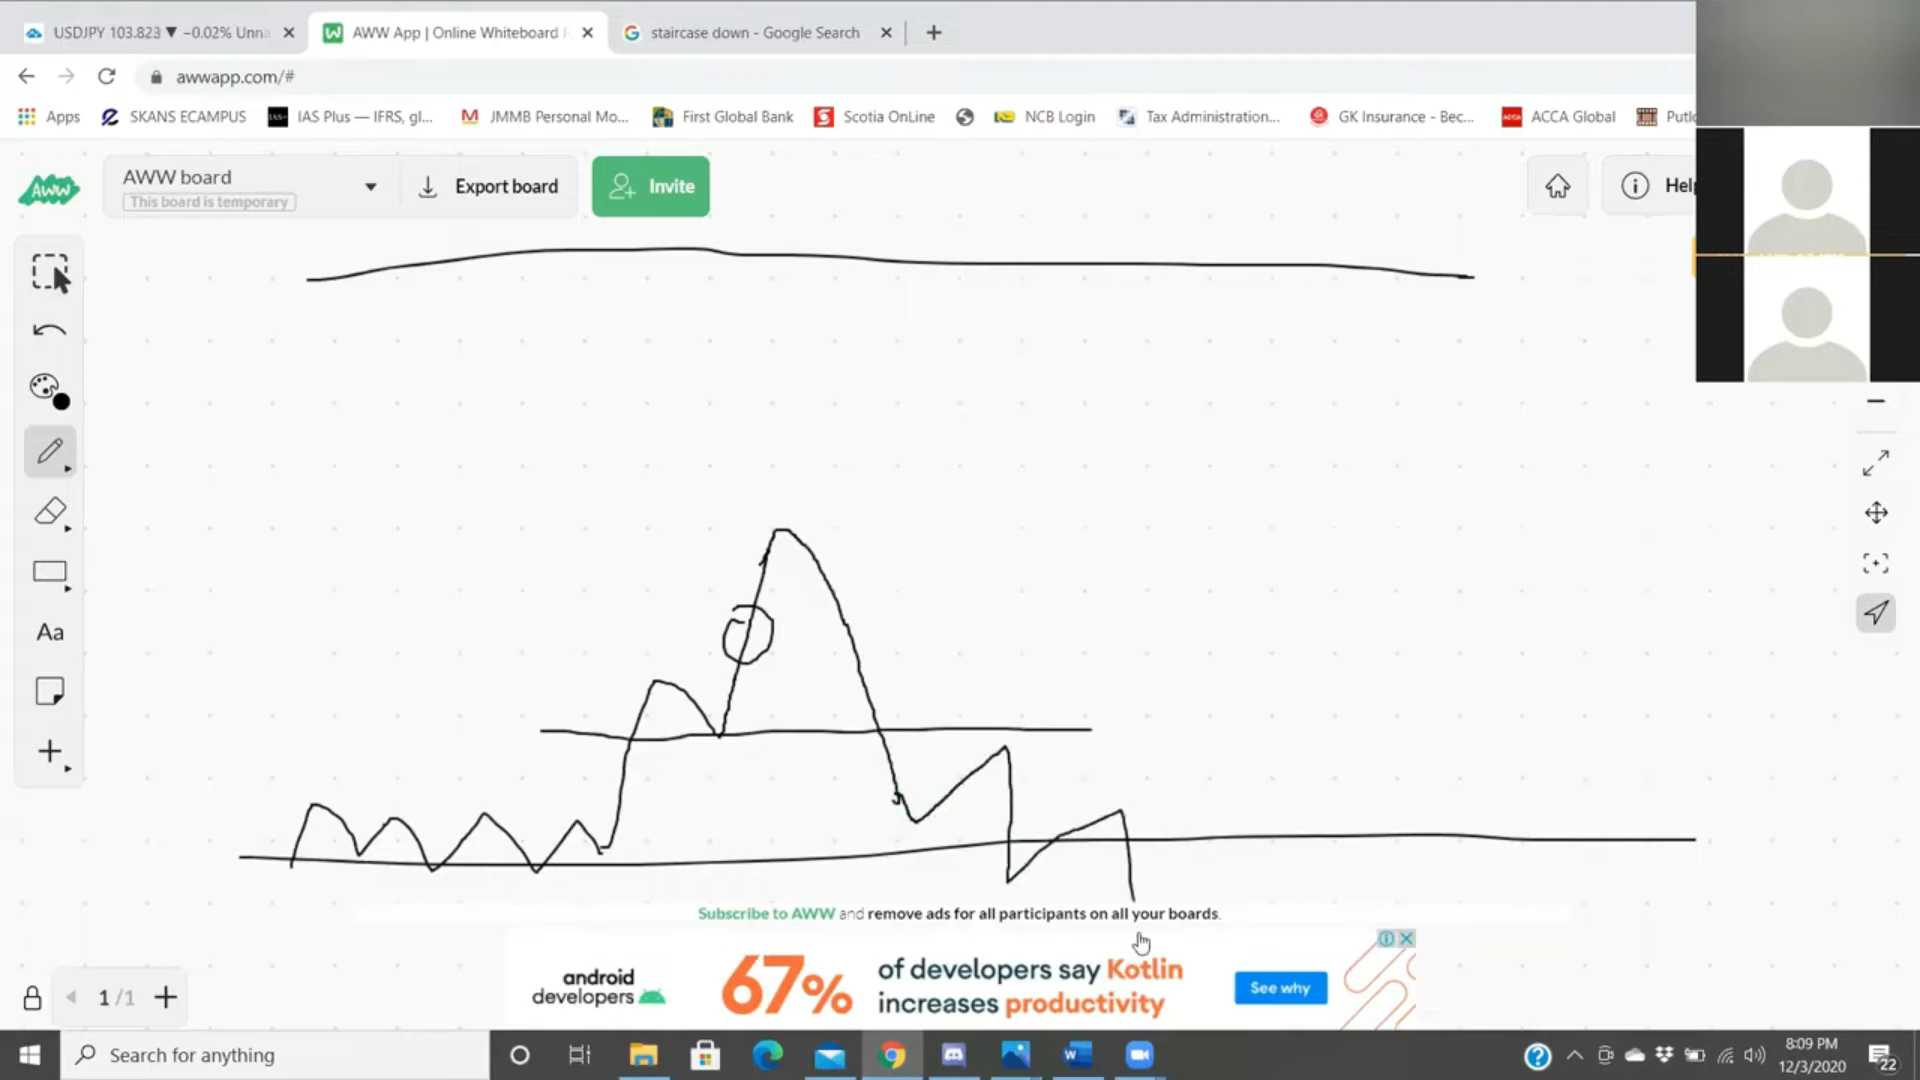 USDJPY 103.823 ▼ −0.02% Unna
AWW App | Online Whiteboard
staircase down - Google Search
awwapp.com/#
Apps
SKANS ECAMPUS
IAS Plus — IFRS, gl...
JMMB Personal Mo...
First Global Bank
Scotia OnLine
NCB Login
Tax Administration...
GK Insurance - Bec...
ACCA Global
AWW
AWW board
This board is temporary
Export board
Invite
Help
Aa
Subscribe to AWW and remove ads for all participants on all your boards.
android
developers
67%
of developers say Kotlin
increases productivity
See why
1 /1
Search for anything
8:09 PM
12/3/2020
22